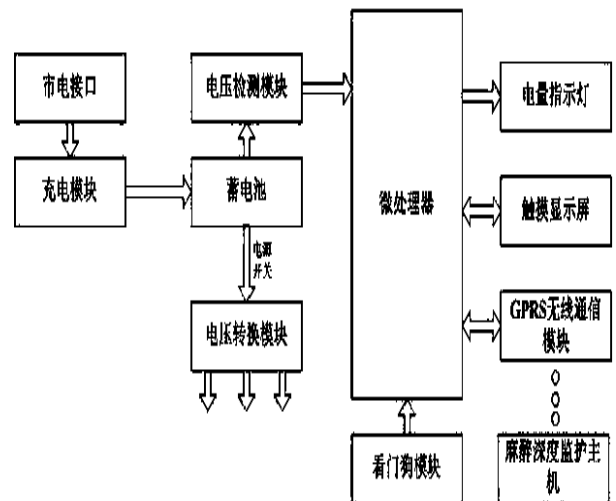 市电接口
电压检测模块
电量指示灯
充电模块
蓄电池
微处理器
触摸显示屏
电源
开关
电压转换模块
GPRS无线通信
模块
看门狗模块
麻醉深度监护主
机